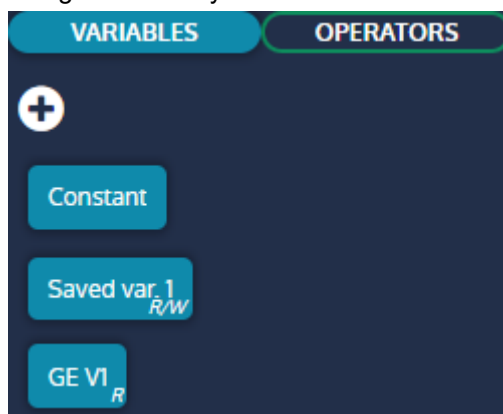 VARIABLES OPERATORS
Constant
Saved var. 1
R/W
GE V1
R